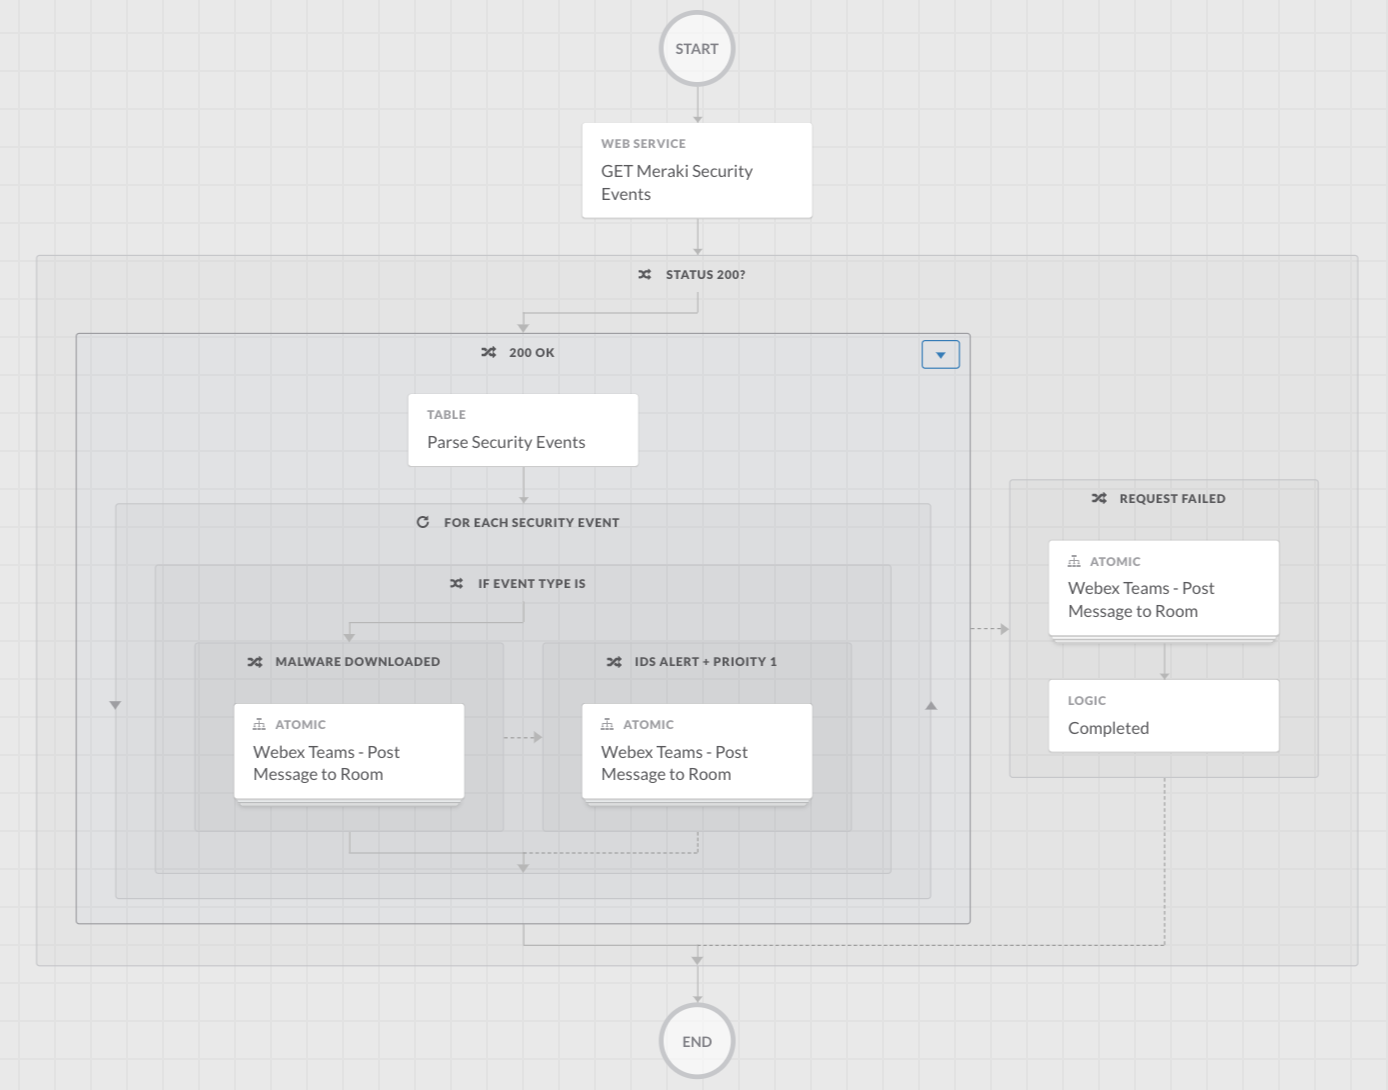 START
WEB SERVICE
GET Meraki Security
Events
STATUS 200?
200 OK
TABLE
Parse Security Events
FOR EACH SECURITY EVENT
IF EVENT TYPE IS
MALWARE DOWNLOADED
ATOMIC
Webex Teams - Post
Message to Room
IDS ALERT + PRIOITY 1
ATOMIC
Webex Teams - Post
Message to Room
REQUEST FAILED
ATOMIC
Webex Teams - Post
Message to Room
LOGIC
Completed
END